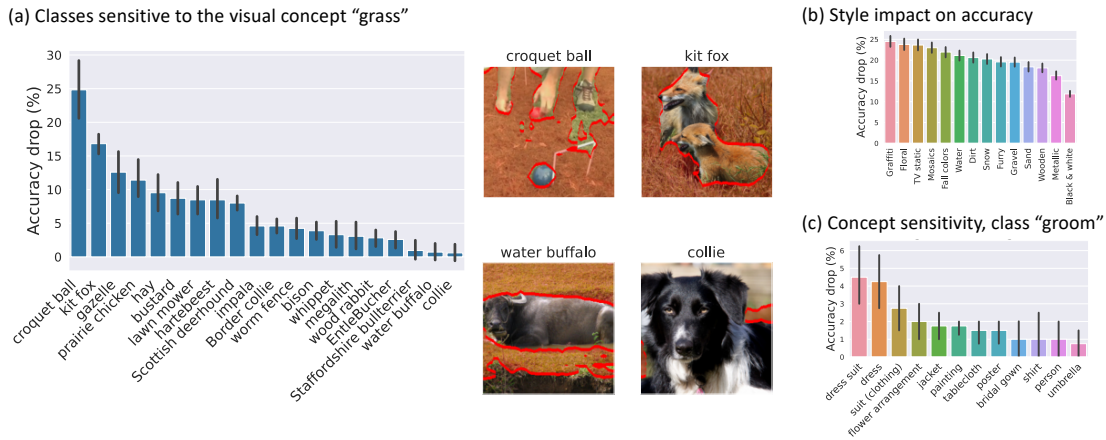 (a) Classes sensitive to the visual concept “grass”
Accuracy drop (%)
30
25
20
15
10
5
0
croquet ball
kit fox
gazelle
prairie chicken
hay
bustard
lawn mower
hartebeest
Scottish deerhound
impala
Border collie
worm fence
bison
whippet
megalith
wood rabbit
EntleBucher
Staffordshire bullterrier
water buffalo
collie
croquet ball
kit fox
water buffalo
collie
(b) Style impact on accuracy
Accuracy drop (%)
25
20
15
10
5
0
Graffiti
Floral
TV static
Mosaics
Fall colors
Water
Dirt
Snow
Furry
Gravel
Sand
Wooden
Metallic
Black & white
(c) Concept sensitivity, class “groom”
Accuracy drop (%)
6
5
4
3
2
1
0
dress suit
dress
suit (clothing)
flower arrangement
jacket
painting
tablecloth
poster
bridal gown
shirt
person
umbrella